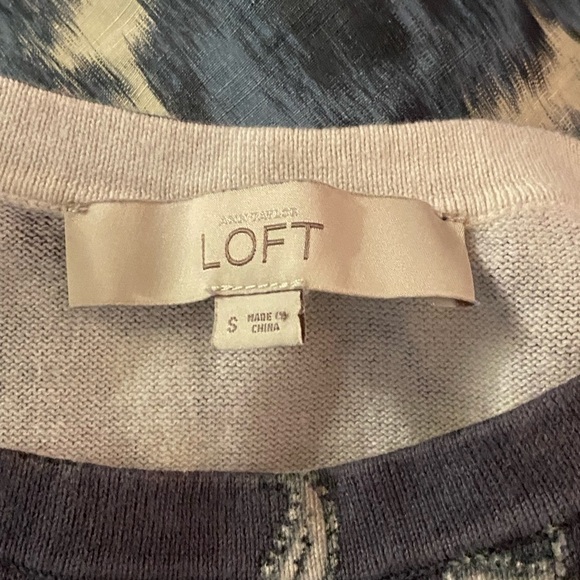 ANN TAYLOR
LOFT
S
MADE IN
CHINA